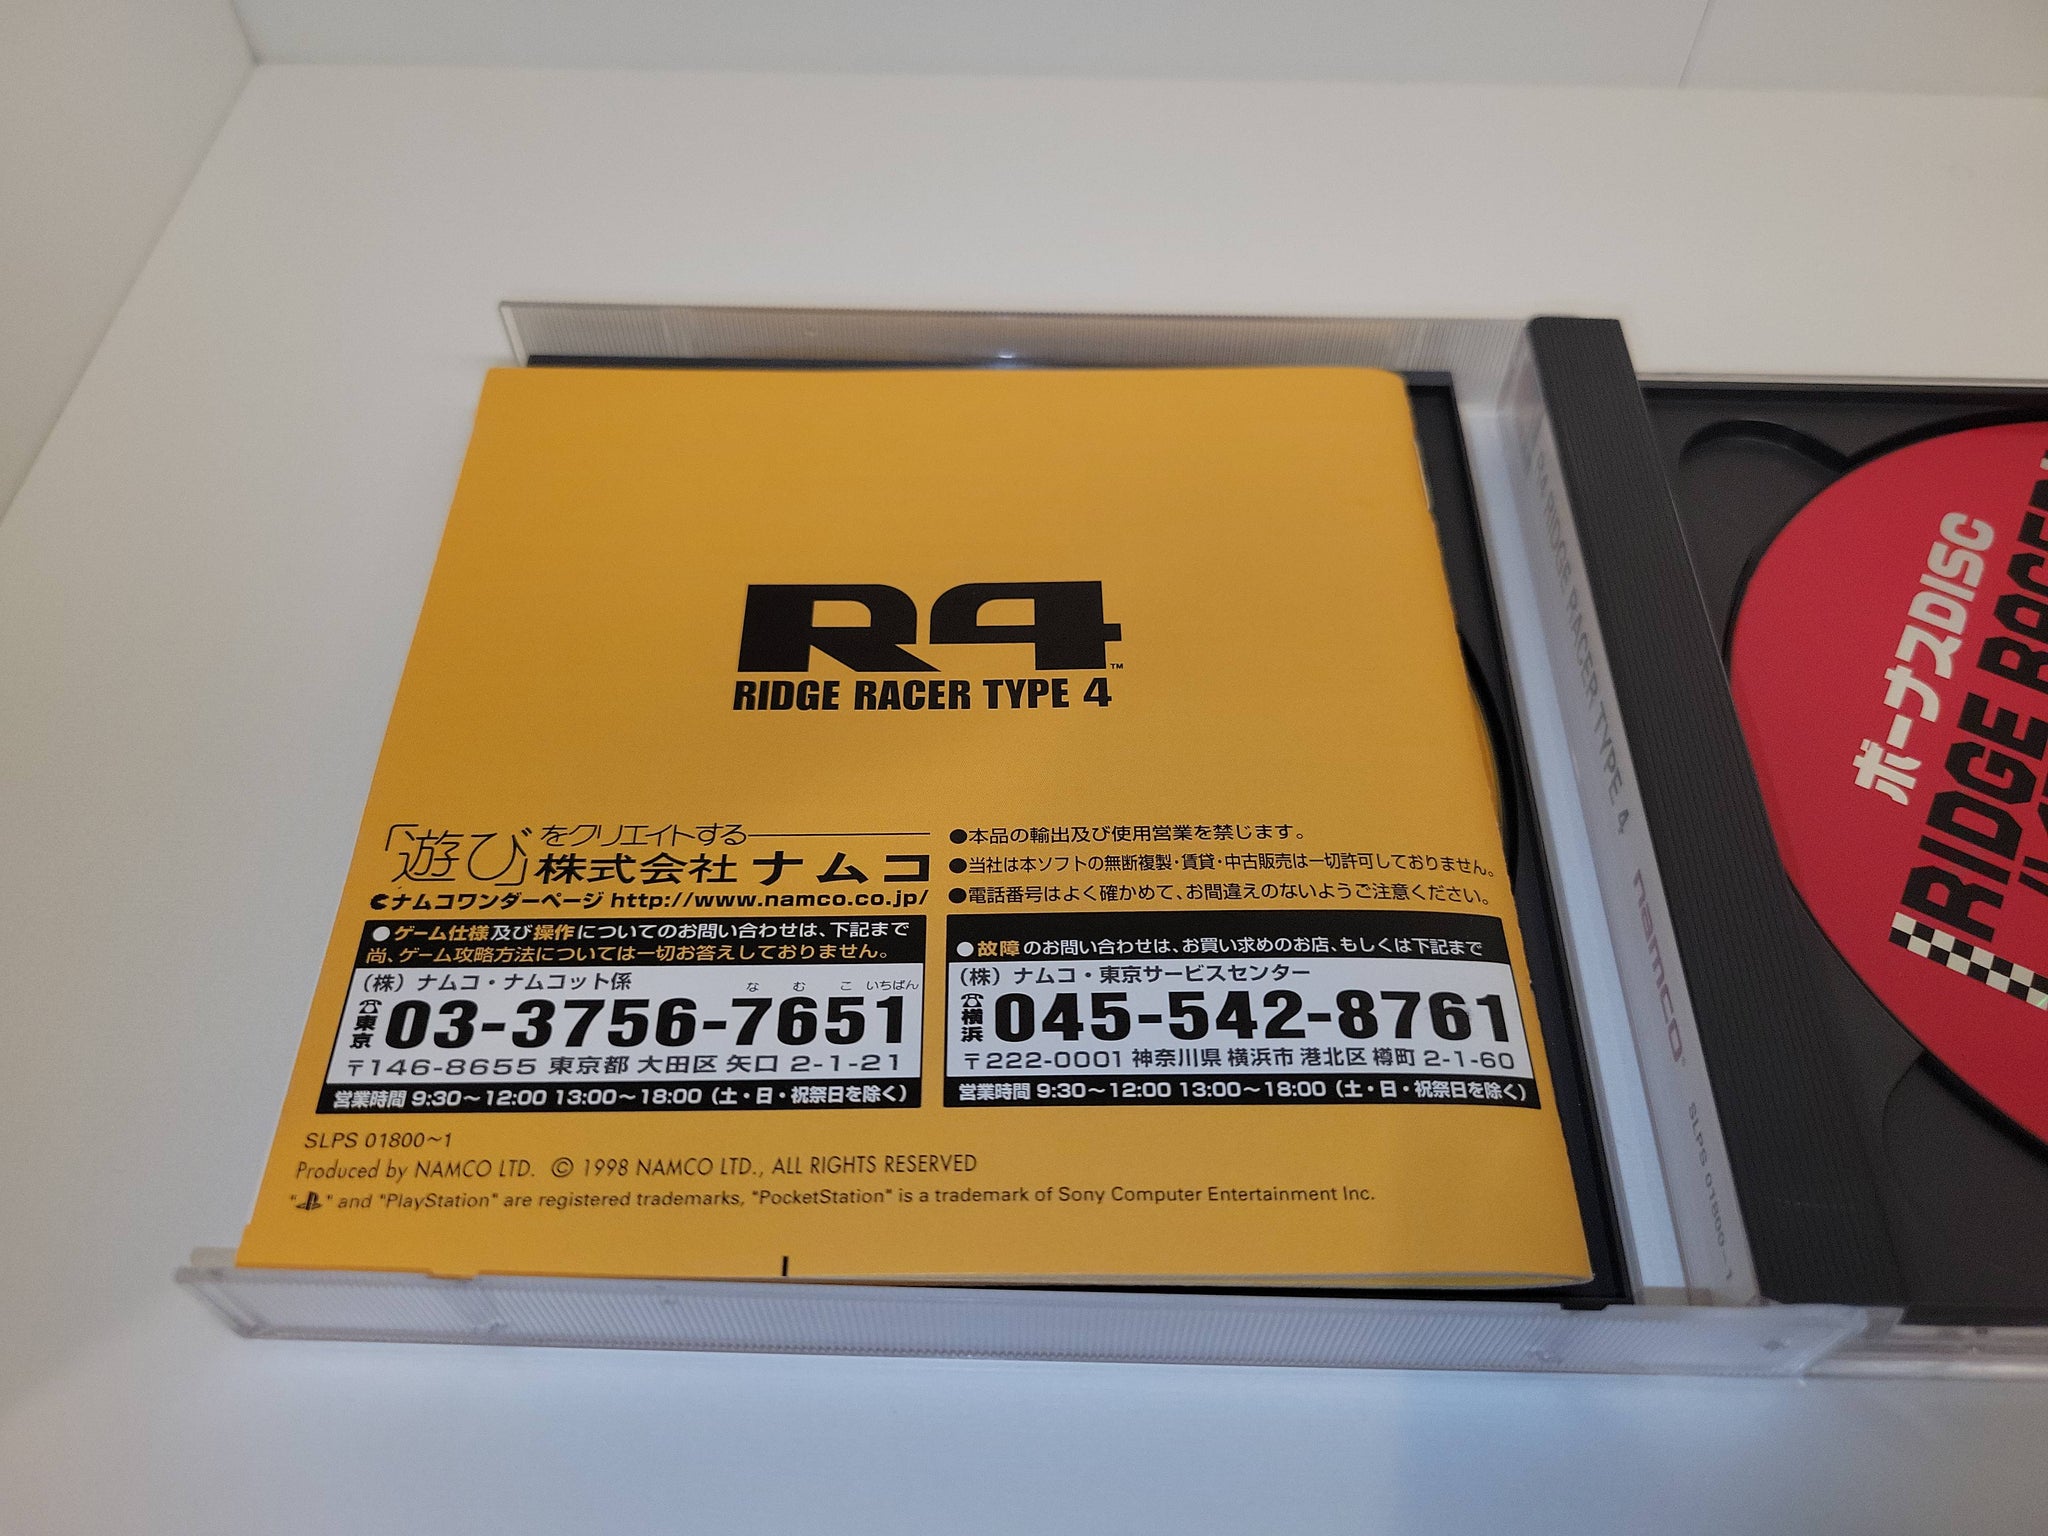 R4™
RIDGE RACER TYPE 4
「遊び」をクリエイトする
株式会社 ナムコ
ナムコワンダーページ http://www.namco.co.jp/
●本品の輸出及び使用営業を禁じます。
●当社は本ソフトの無断複製・賃貸・中古販売は一切許可しておりません。
●電話番号はよく確かめて、お間違えのないようご注意ください。
●ゲーム仕様及び操作についてのお問い合わせは、下記まで
尚、ゲーム攻略方法については一切お答えしておりません。
(株) ナムコ・ナムコット係
な む こ いちばん
☎東京 03-3756-7651
〒146-8655 東京都 大田区 矢口 2-1-21
営業時間 9:30～12:00 13:00～18:00 (土・日・祝祭日を除く)
●故障のお問い合わせは、お買い求めのお店、もしくは下記まで
(株) ナムコ・東京サービスセンター
☎横浜 045-542-8761
〒222-0001 神奈川県 横浜市 港北区 樽町 2-1-60
営業時間 9:30～12:00 13:00～18:00 (土・日・祝祭日を除く)
SLPS 01800~1
Produced by NAMCO LTD. © 1998 NAMCO LTD., ALL RIGHTS RESERVED
" " and "PlayStation" are registered trademarks, "PocketStation" is a trademark of Sony Computer Entertainment Inc.
R4 RIDGE RACER TYPE 4
namco
SLPS 01800~1
ボーナスDISC
RIDGE RACER